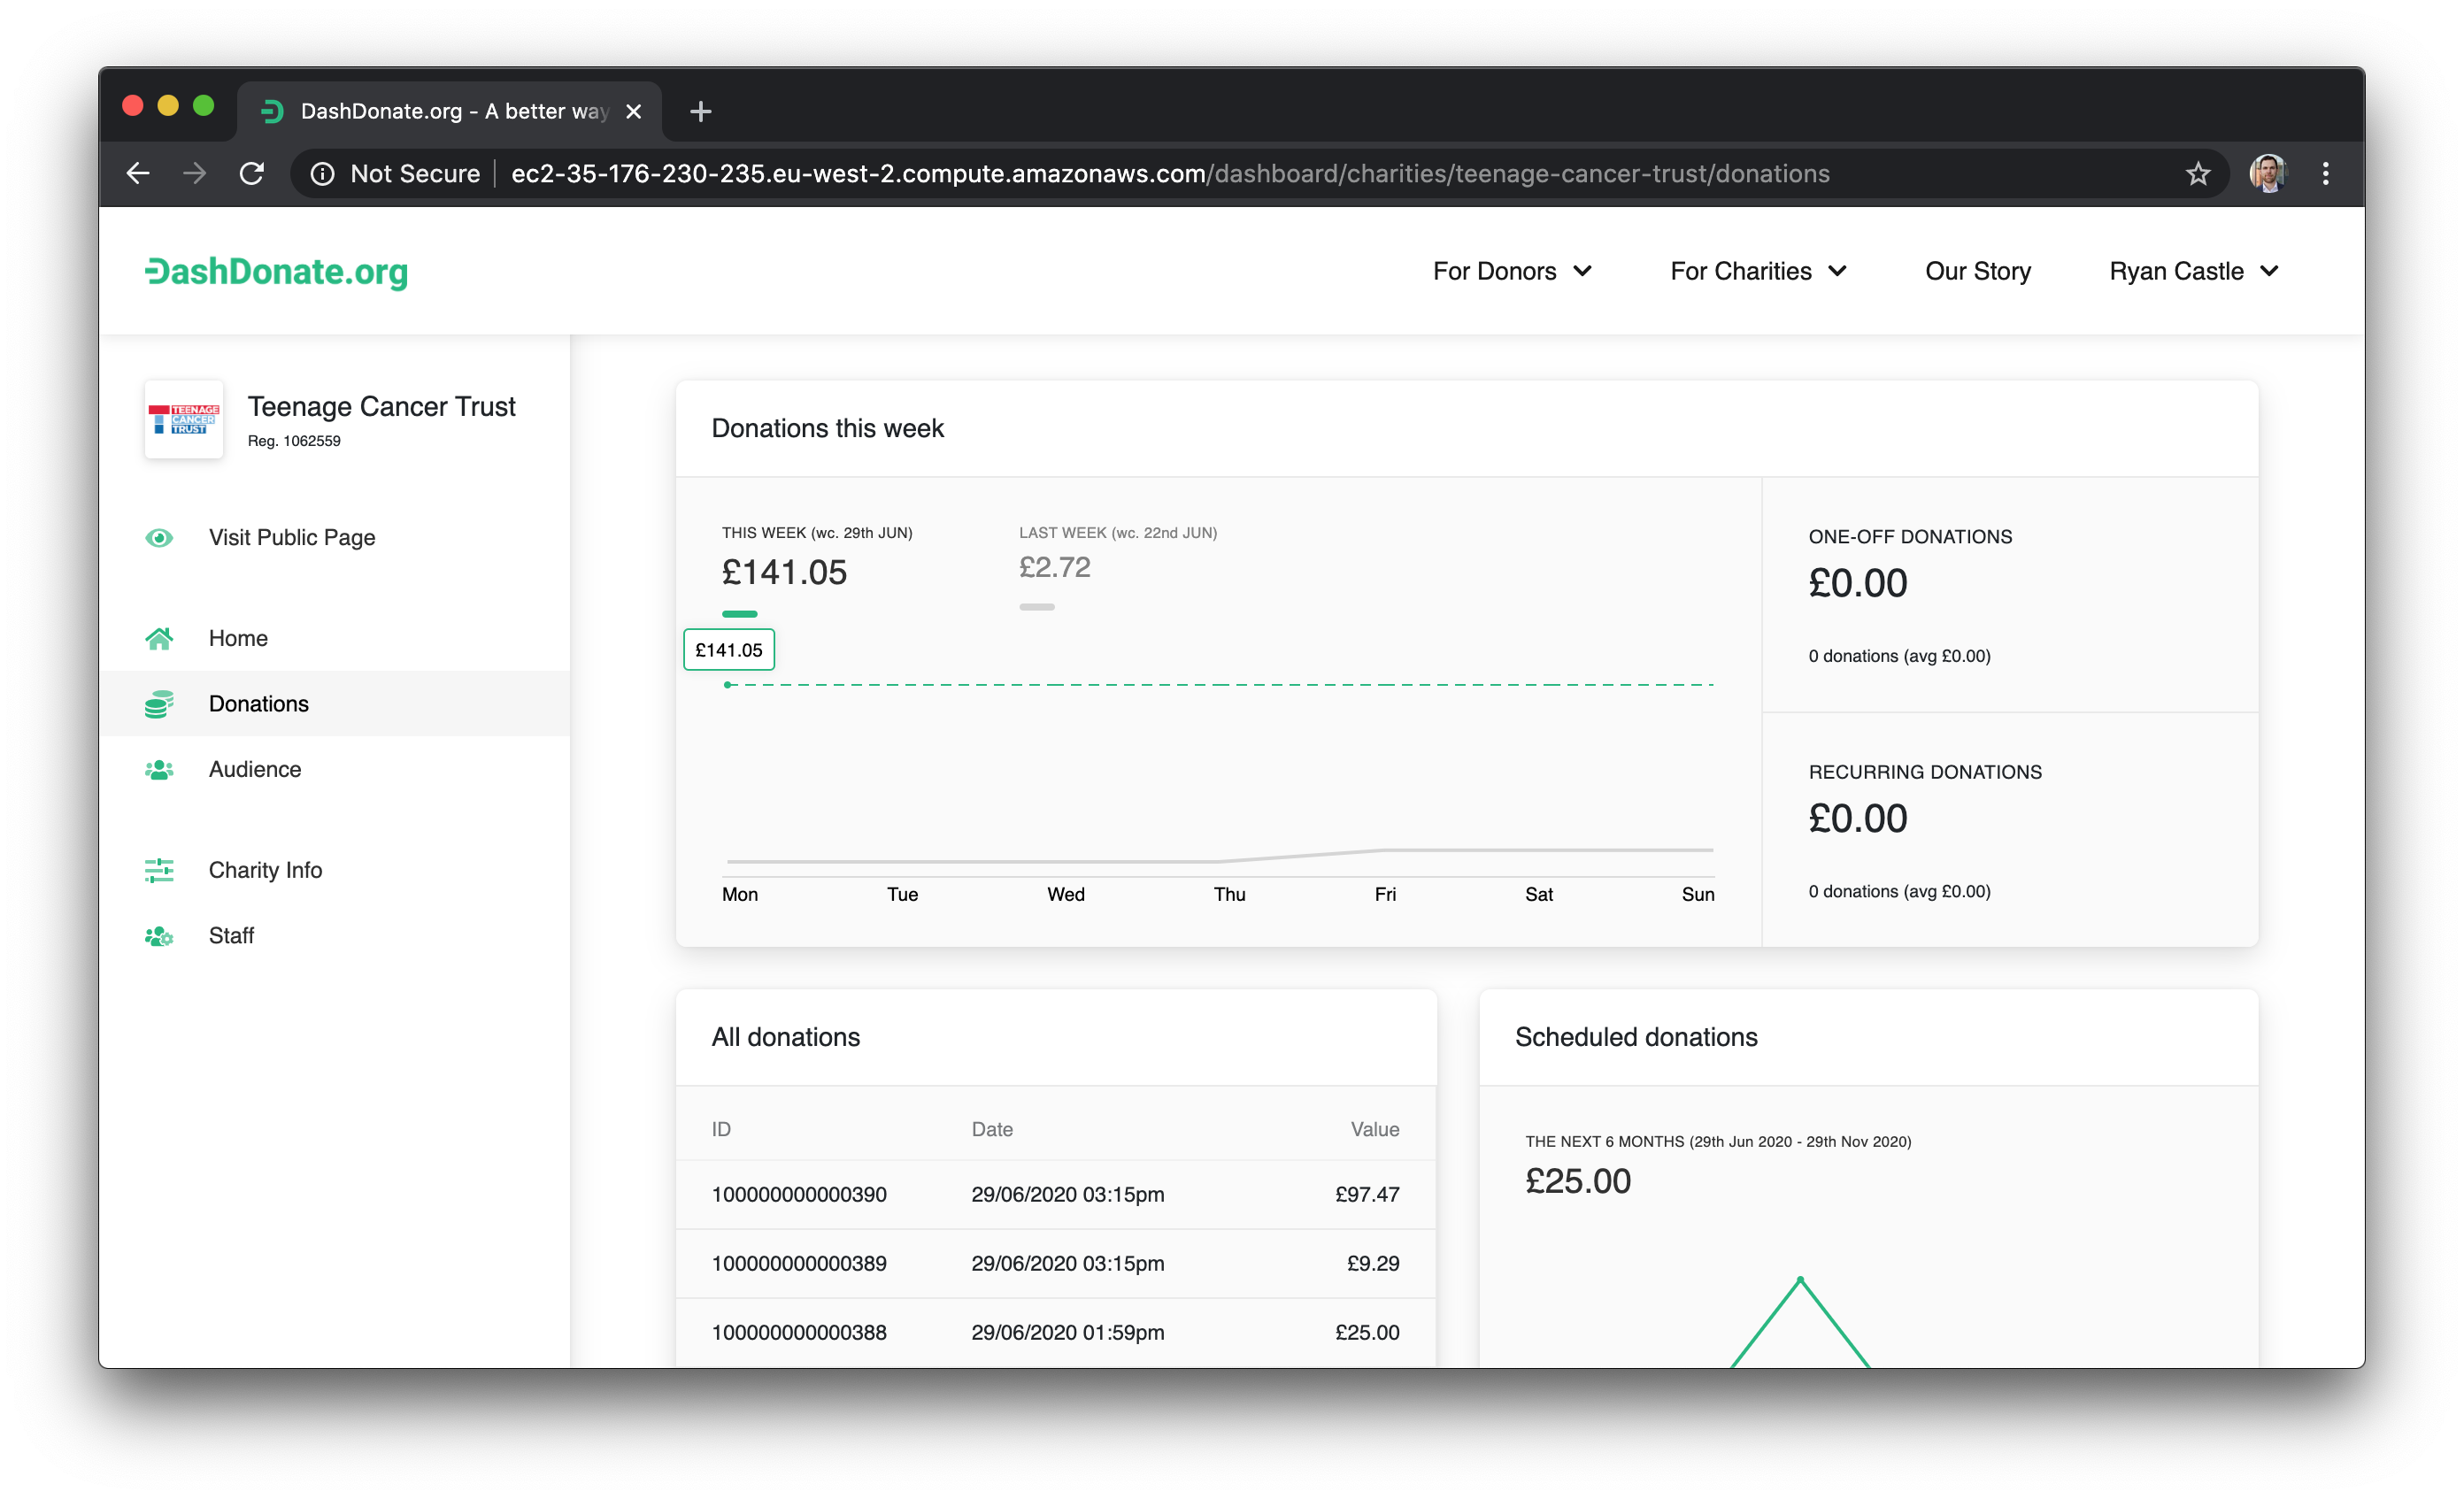 DashDonate.org - A better way
Not Secure ec2-35-176-230-235.eu-west-2.compute.amazonaws.com/dashboard/charities/teenage-cancer-trust/donations
DashDonate.org
For Donors
For Charities
Our Story
Ryan Castle
TEENAGE
CANCER
TRUST
Teenage Cancer Trust
Reg. 1062559
Visit Public Page
Home
Donations
Audience
Charity Info
Staff
Donations this week
THIS WEEK (wc. 29th JUN)
£141.05
LAST WEEK (wc. 22nd JUN)
£2.72
£141.05
Mon Tue Wed Thu Fri Sat Sun
ONE-OFF DONATIONS
£0.00
0 donations (avg £0.00)
RECURRING DONATIONS
£0.00
0 donations (avg £0.00)
All donations
ID Date Value
100000000000390 29/06/2020 03:15pm £97.47
100000000000389 29/06/2020 03:15pm £9.29
100000000000388 29/06/2020 01:59pm £25.00
Scheduled donations
THE NEXT 6 MONTHS (29th Jun 2020 - 29th Nov 2020)
£25.00